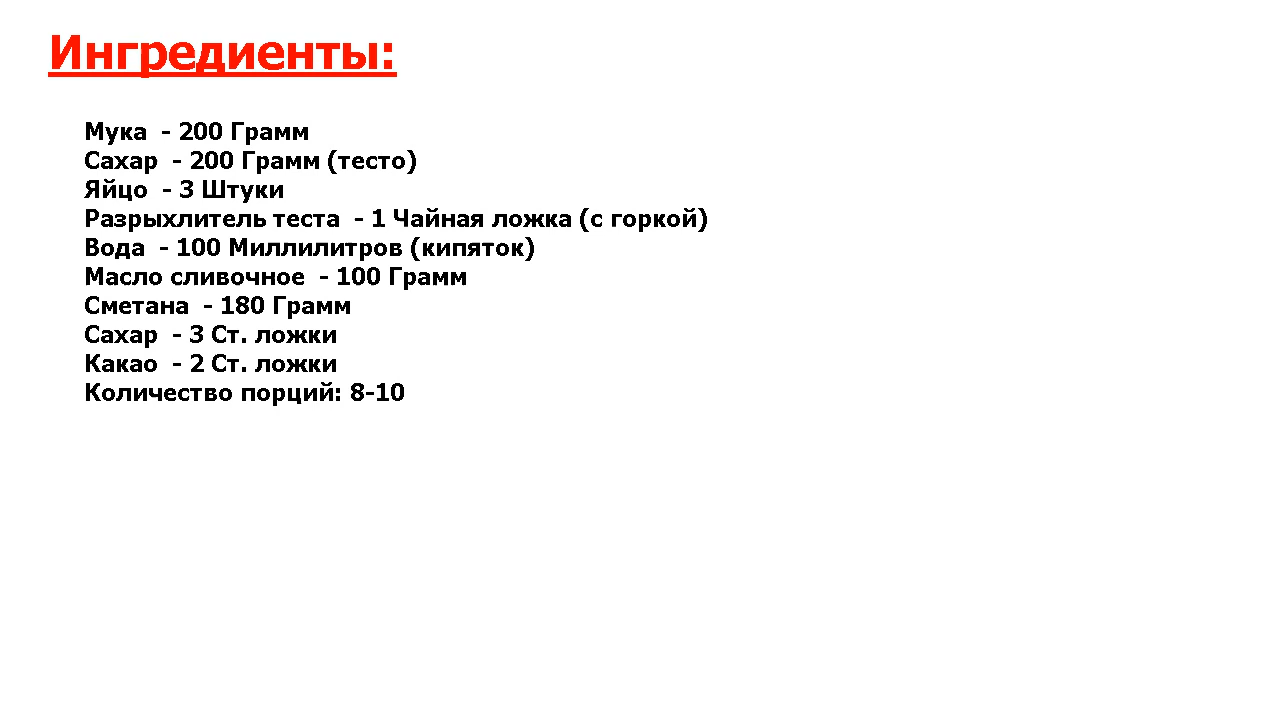 Ингредиенты:
Мука  - 200 Грамм
Сахар  - 200 Грамм (тесто)
Яйцо  - 3 Штуки
Разрыхлитель теста  - 1 Чайная ложка (с горкой)
Вода  - 100 Миллилитров (кипяток)
Масло сливочное  - 100 Грамм
Сметана  - 180 Грамм
Сахар  - 3 Ст. ложки
Какао  - 2 Ст. ложки
Количество порций: 8-10